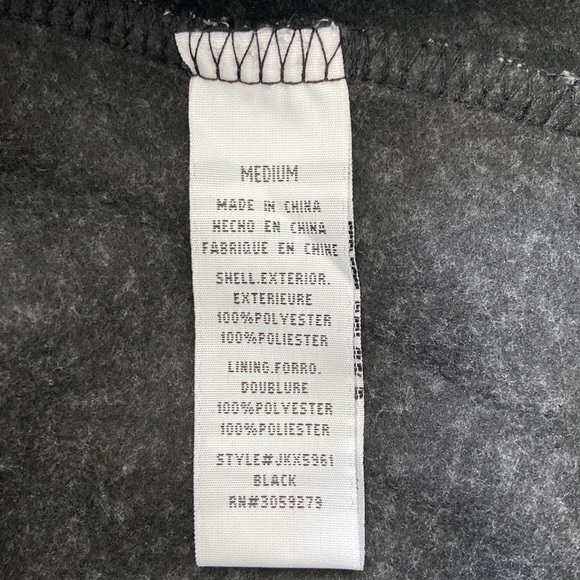 MEDIUM
MADE IN CHINA
HECHO EN CHINA
FABRIQUE EN CHINE
SHELL.EXTERIOR.
EXTERIEURE
100%POLYESTER
100%POLIESTER
LINING.FORRO.
DOUBLURE
100%POLYESTER
100%POLIESTER
STYLE#JKX5961
BLACK
RN#3059279